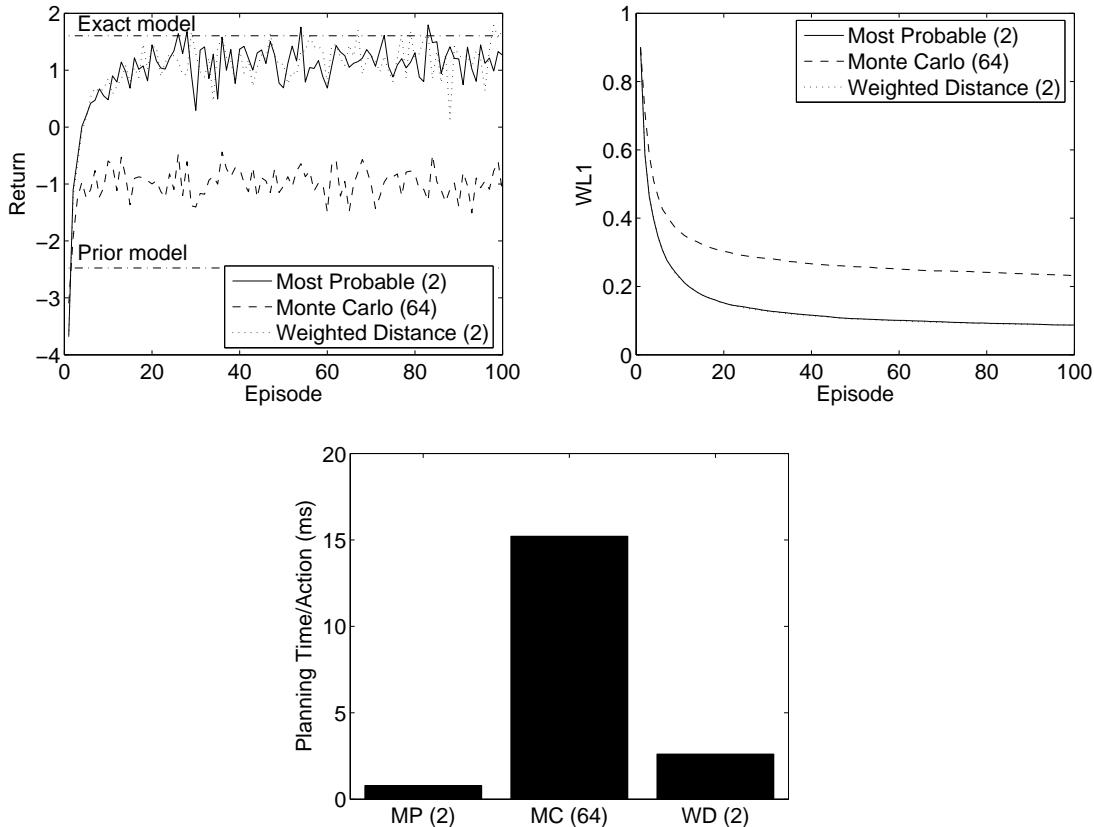 Exact model
Prior model
Most Probable (2)
Monte Carlo (64)
Weighted Distance (2)
Return
2
1
0
−1
−2
−3
−4
0
20
40
60
80
100
Episode
Most Probable (2)
Monte Carlo (64)
Weighted Distance (2)
WL1
1
0.8
0.6
0.4
0.2
0
0
20
40
60
80
100
Episode
Planning Time/Action (ms)
20
15
10
5
0
MP (2)
MC (64)
WD (2)